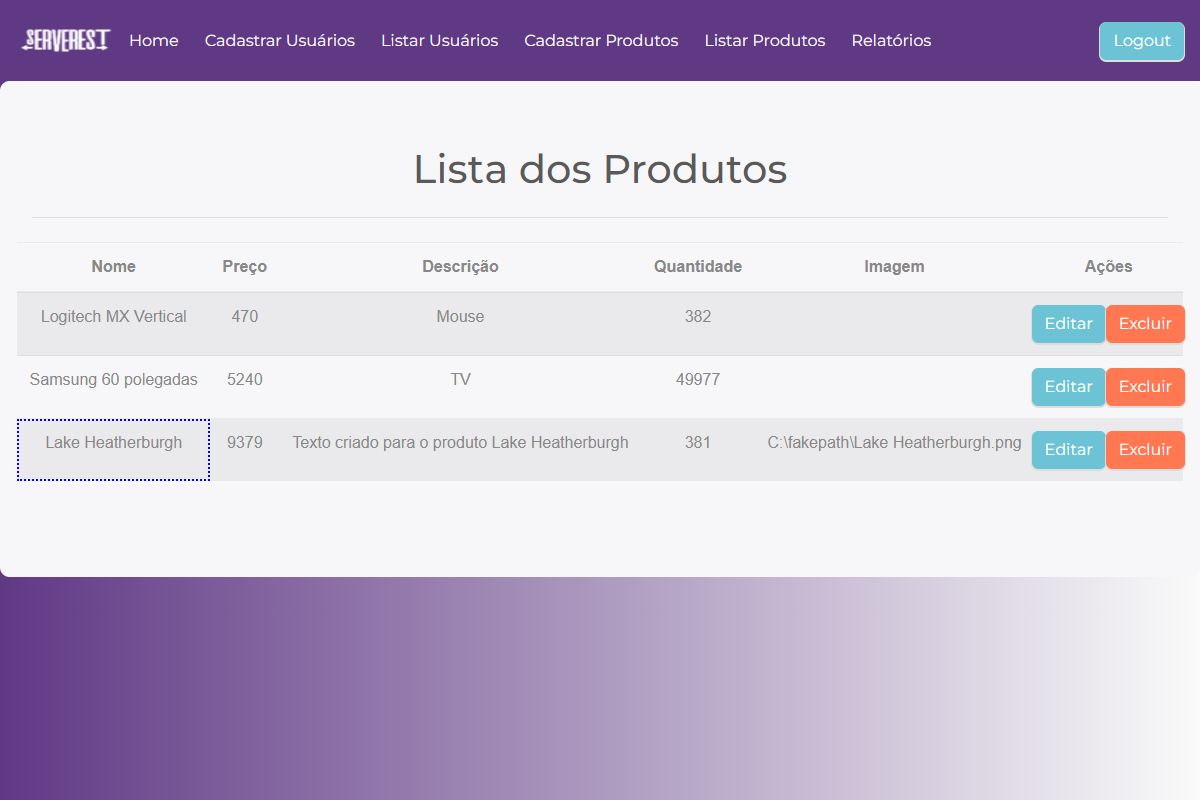 SERVEREST Home Cadastrar Usuários Listar Usuários Cadastrar Produtos Listar Produtos Relatórios Logout
Lista dos Produtos
Nome Preço Descrição Quantidade Imagem Ações
Logitech MX Vertical 470 Mouse 382 Editar Excluir
Samsung 60 polegadas 5240 TV 49977 Editar Excluir
Lake Heatherburgh 9379 Texto criado para o produto Lake Heatherburgh 381 C:\fakepath\Lake Heatherburgh.png Editar Excluir